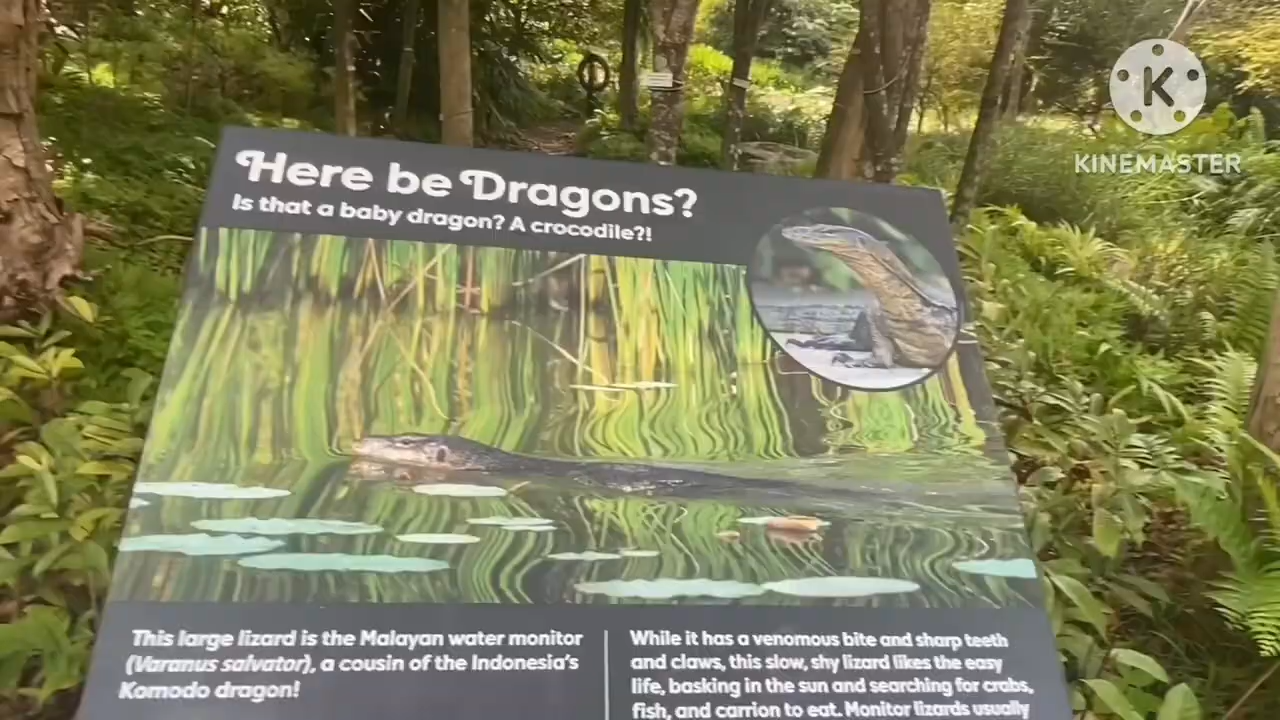 K
KINEMASTER
Here be Dragons?
Is that a baby dragon? A crocodile?!
This large lizard is the Malayan water monitor
(Varanus salvator), a cousin of the Indonesia's
Komodo dragon!
While it has a venomous bite and sharp teeth
and claws, this slow, shy lizard likes the easy
life, basking in the sun and searching for crabs,
fish, and carrion to eat. Monitor lizards usually